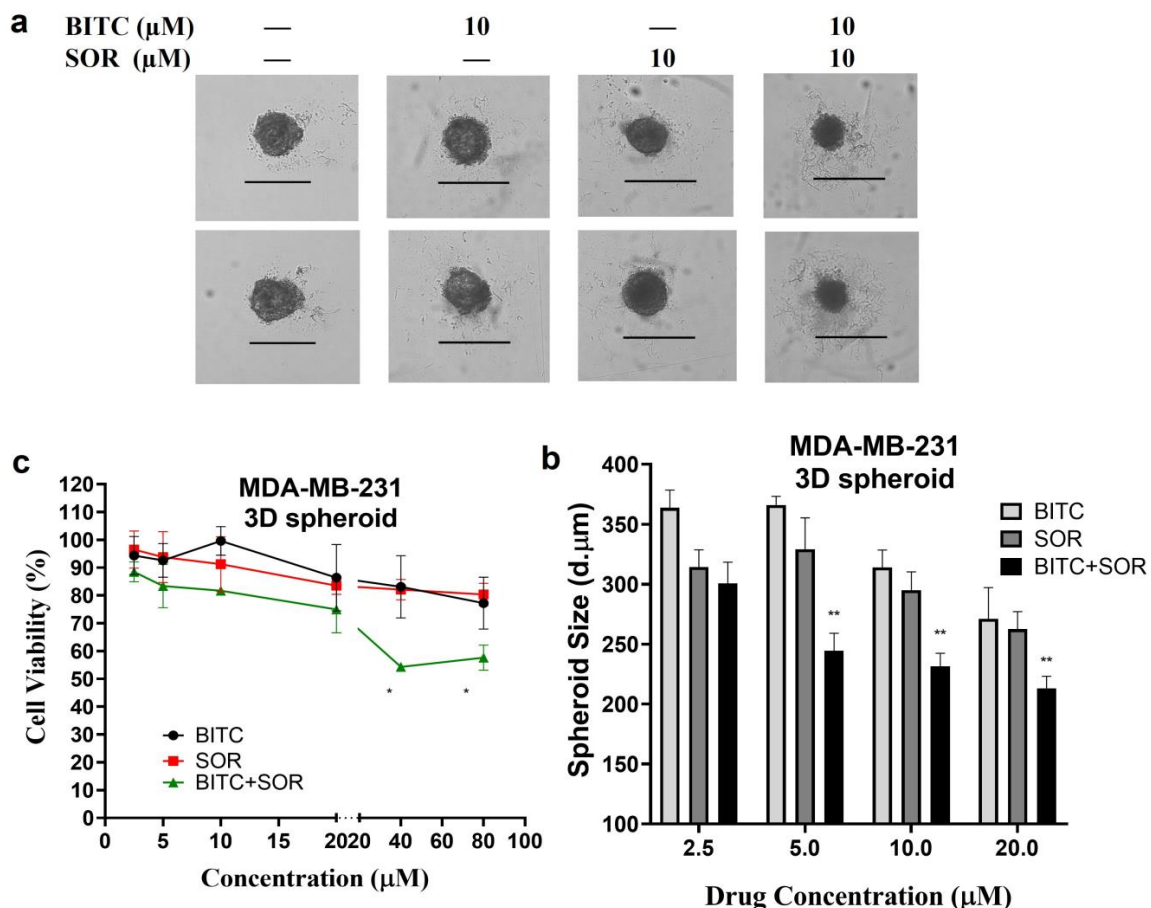 a
BITC (μM) — 10 — 10
SOR (μM) — — 10 10
c
MDA-MB-231
3D spheroid
120
110
100
90
80
70
60
50
40
30
20
10
0
Cell Viability (%)
* *
BITC
SOR
BITC+SOR
0 5 10 15 20 20 40 60 80 100
Concentration (μM)
b
MDA-MB-231
3D spheroid
400
350
300
250
200
150
100
Spheroid Size (d.μm)
BITC
SOR
BITC+SOR
** ** **
2.5 5.0 10.0 20.0
Drug Concentration (μM)